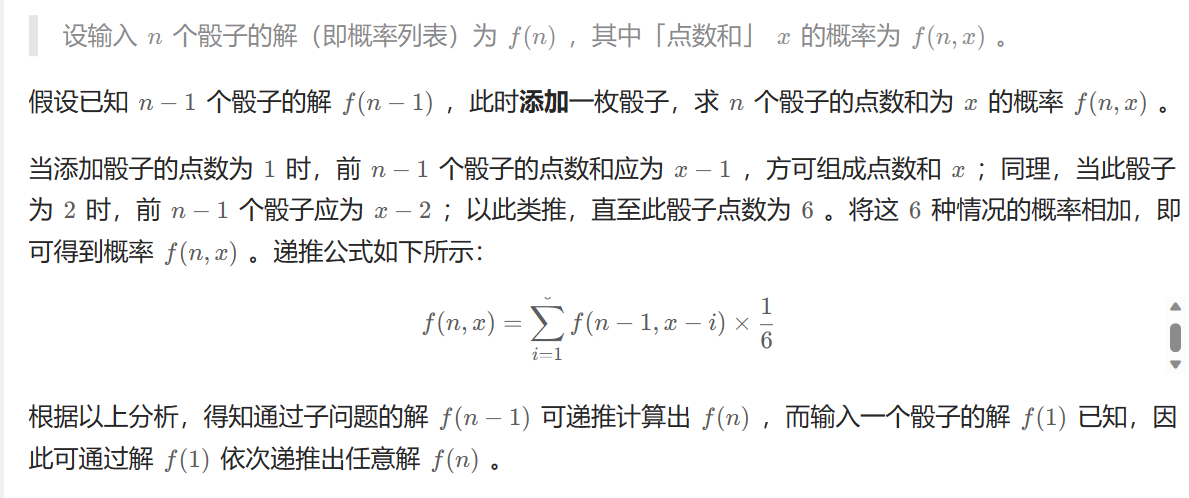 设输入 n 个骰子的解（即概率列表）为 f(n) ，其中「点数和」 x 的概率为 f(n, x) 。
假设已知 n − 1 个骰子的解 f(n − 1) ，此时添加一枚骰子，求 n 个骰子的点数和为 x 的概率 f(n, x) 。
当添加骰子的点数为 1 时，前 n − 1 个骰子的点数和应为 x − 1 ，方可组成点数和 x ；同理，当此骰子
为 2 时，前 n − 1 个骰子应为 x − 2 ；以此类推，直至此骰子点数为 6 。将这 6 种情况的概率相加，即
可得到概率 f(n, x) 。递推公式如下所示：
f(n, x) = ∑ i=1 f(n − 1, x − i) × 1/6
根据以上分析，得知通过子问题的解 f(n − 1) 可递推计算出 f(n) ，而输入一个骰子的解 f(1) 已知，因
此可通过解 f(1) 依次递推出任意解 f(n) 。